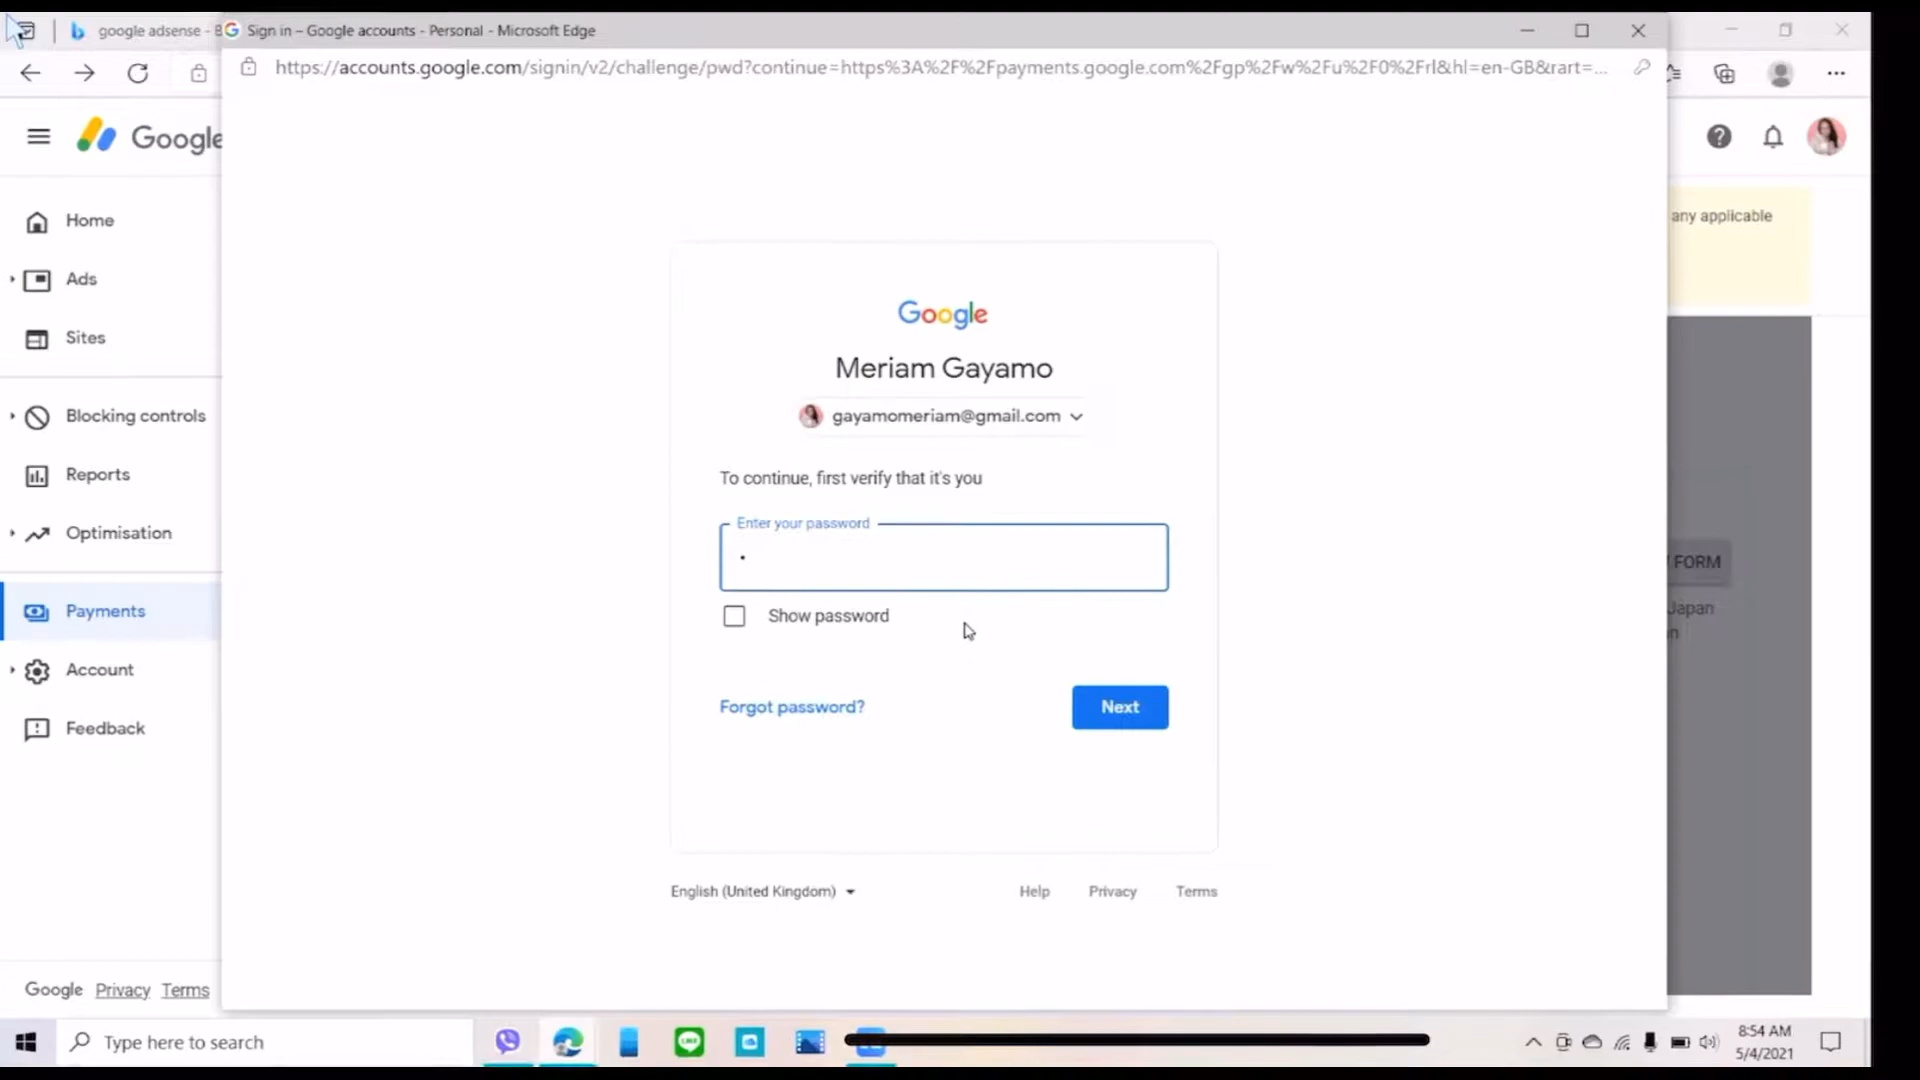 google adsense - B
Sign in – Google accounts - Personal - Microsoft Edge
https://accounts.google.com/signin/v2/challenge/pwd?continue=https%3A%2F%2Fpayments.google.com%2Fgp%2Fw%2Fu%2F0%2Frl&hl=en-GB&rart=...
Google
Home
Ads
Sites
Blocking controls
Reports
Optimisation
Payments
Account
Feedback
Google Privacy Terms
any applicable
FORM
Japan
Google
Meriam Gayamo
gayamomeriam@gmail.com
To continue, first verify that it's you
Enter your password
Show password
Forgot password?
Next
English (United Kingdom)
Help Privacy Terms
Type here to search
LINE
8:54 AM
5/4/2021